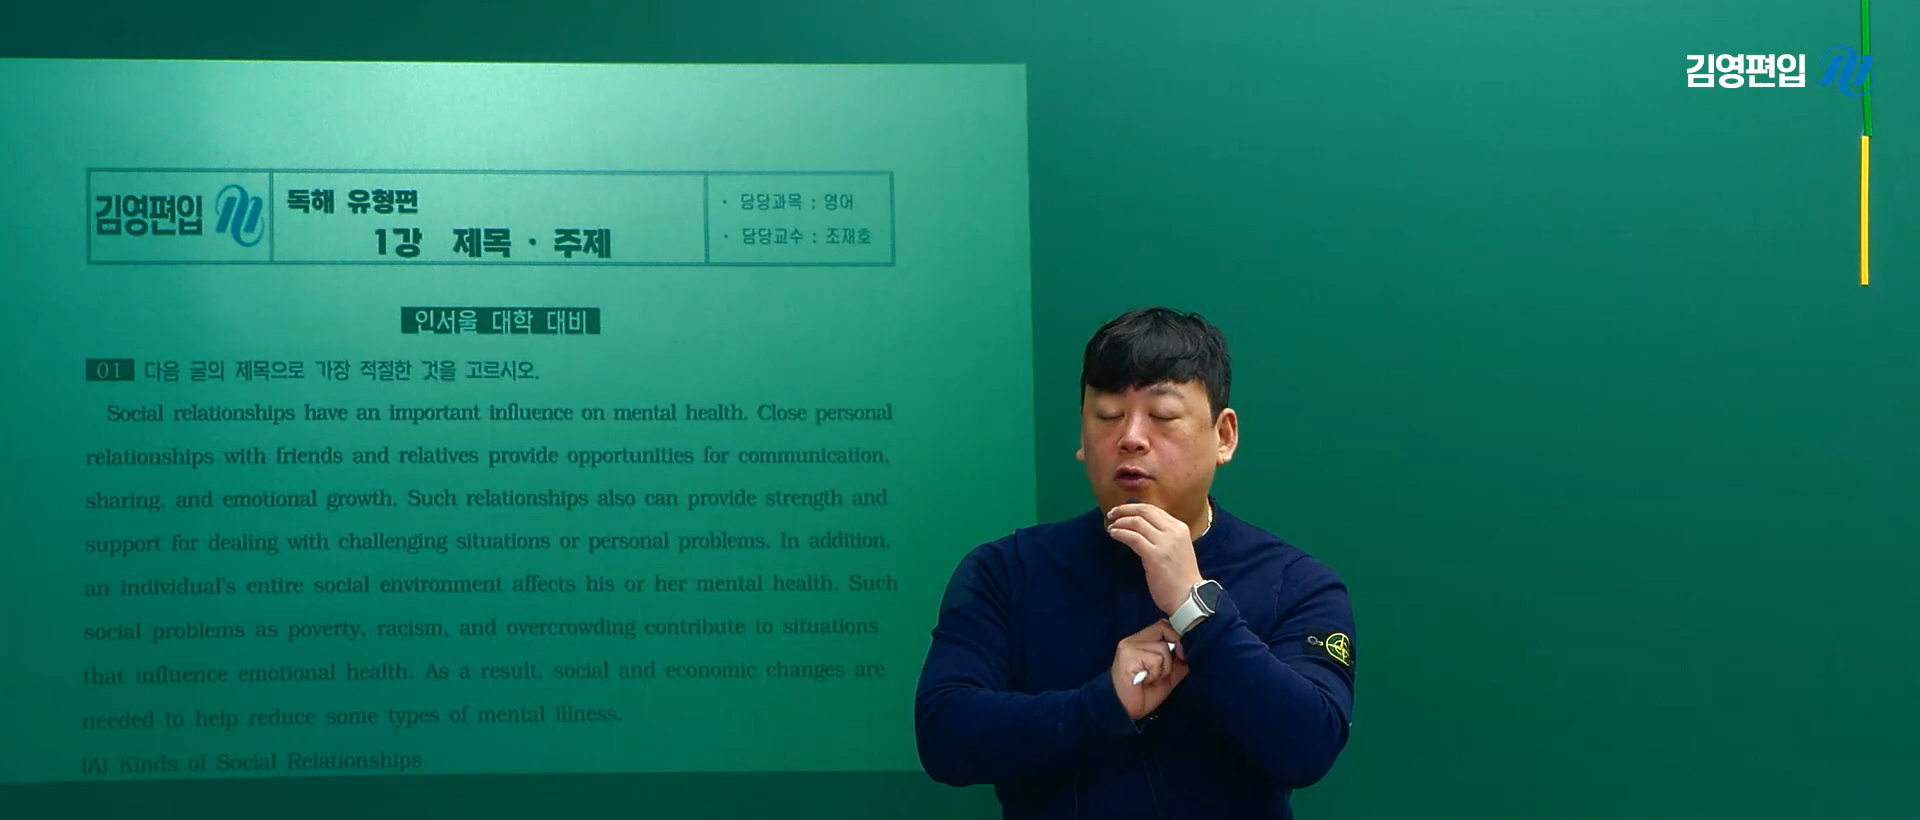 김영편입
김영편입
독해 유형편
1강 제목 · 주제
· 담당과목 : 영어
· 담당교수 : 조재호
인서울 대학 대비
01 다음 글의 제목으로 가장 적절한 것을 고르시오.
Social relationships have an important influence on mental health. Close personal
relationships with friends and relatives provide opportunities for communication,
sharing, and emotional growth. Such relationships also can provide strength and
support for dealing with challenging situations or personal problems. In addition,
an individual's entire social environment affects his or her mental health. Such
social problems as poverty, racism, and overcrowding contribute to situations
that influence emotional health. As a result, social and economic changes are
needed to help reduce some types of mental illness.
(A) Kinds of Social Relationships